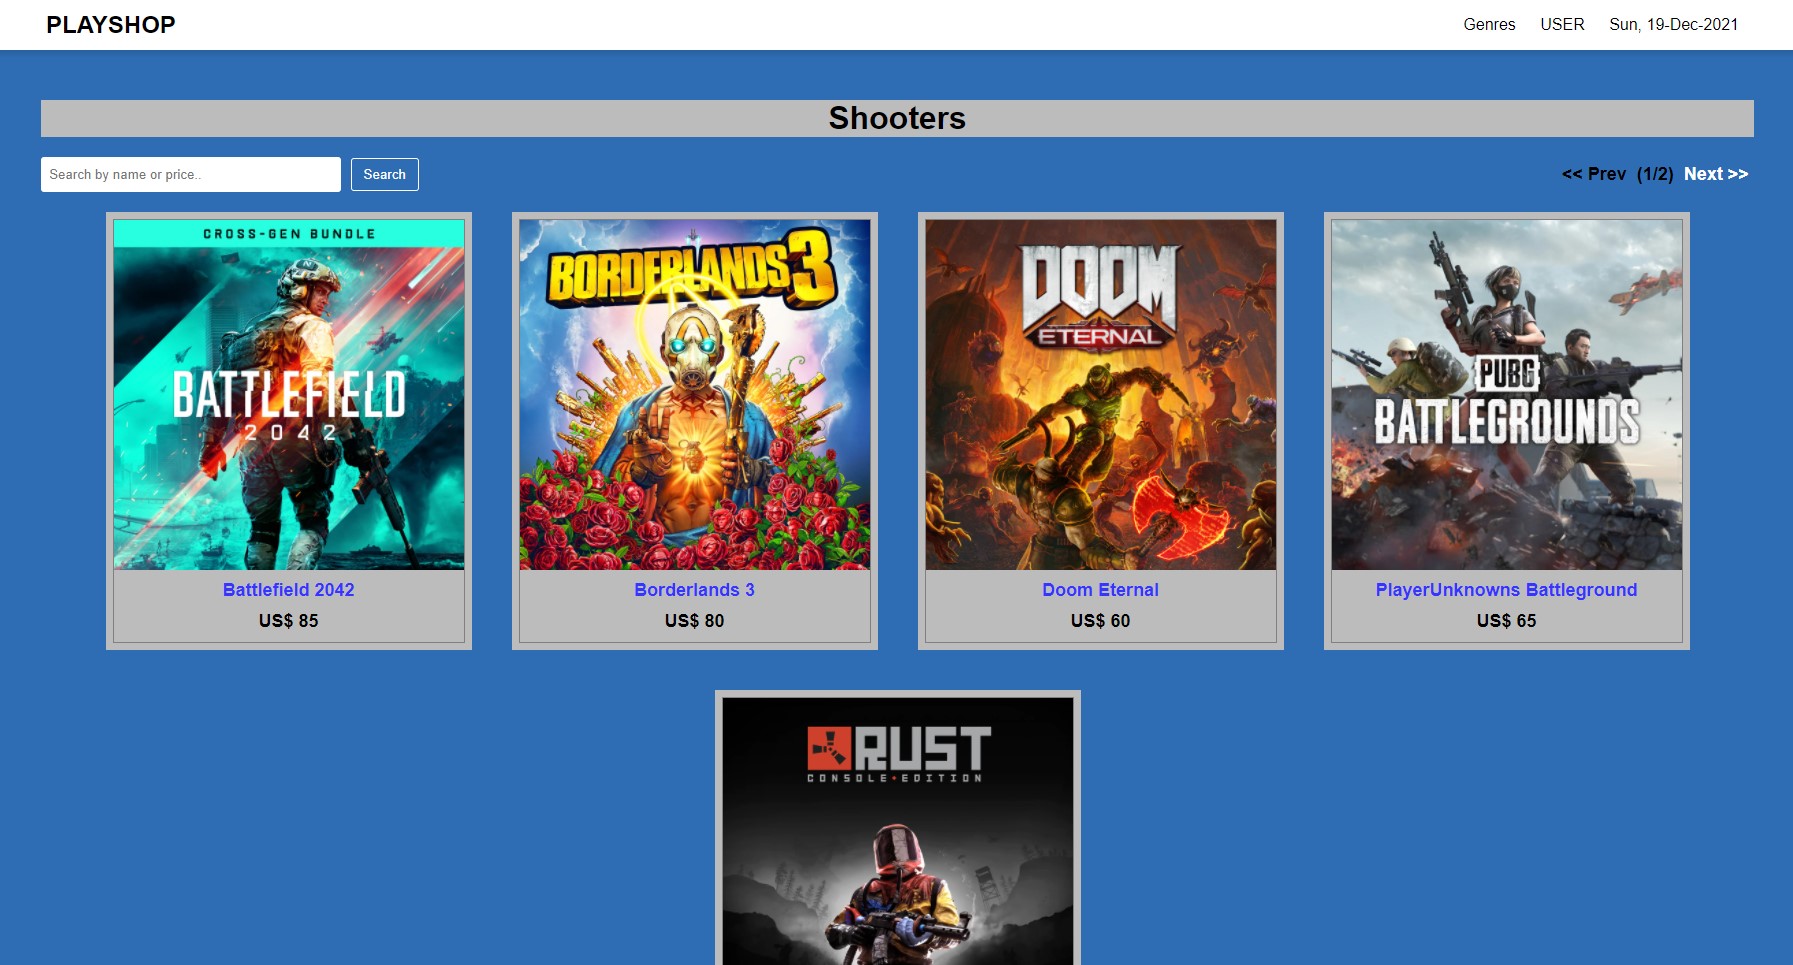 PLAYSHOP
Genres USER Sun, 19-Dec-2021
Shooters
Search by name or price..
Search
<< Prev (1/2) Next >>
CROSS-GEN BUNDLE
BATTLEFIELD
2042
Battlefield 2042
US$ 85
BORDERLANDS 3
Borderlands 3
US$ 80
DOOM
ETERNAL
Doom Eternal
US$ 60
PUBG
BATTLEGROUNDS
PlayerUnknowns Battleground
US$ 65
RUST
CONSOLE•EDITION